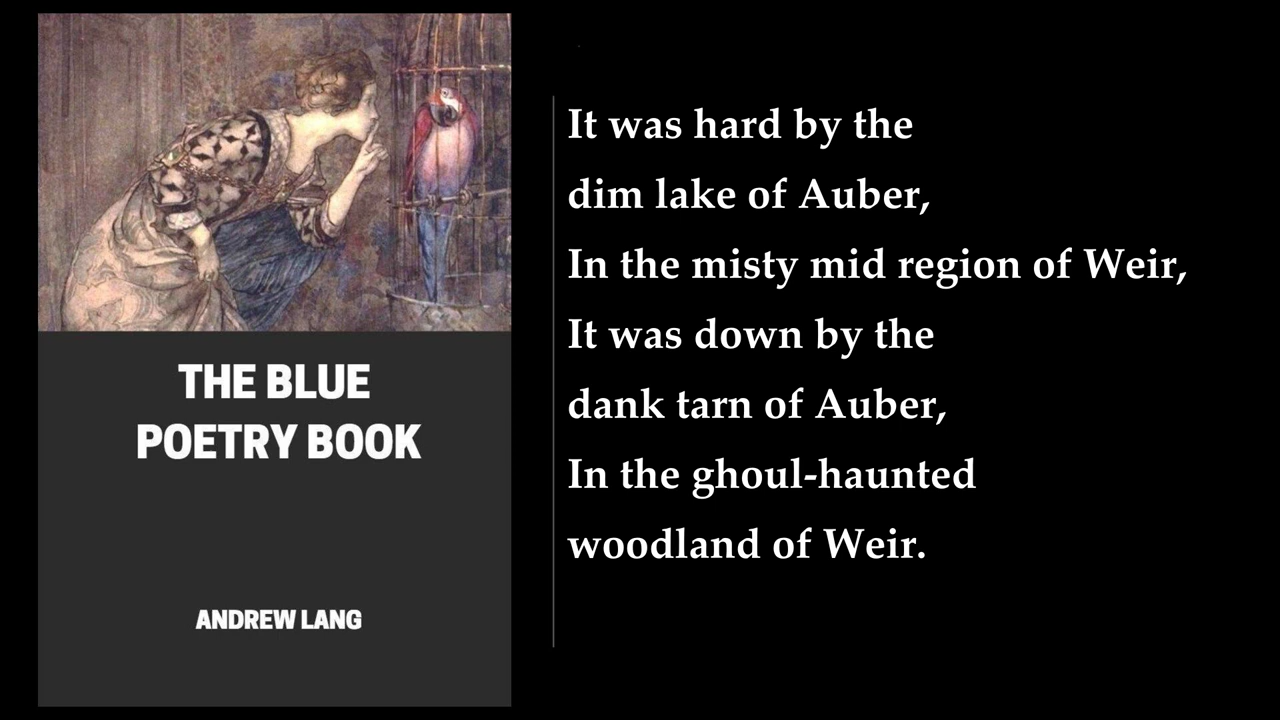 THE BLUE
POETRY BOOK
ANDREW LANG
It was hard by the
dim lake of Auber,
In the misty mid region of Weir,
It was down by the
dank tarn of Auber,
In the ghoul-haunted
woodland of Weir.